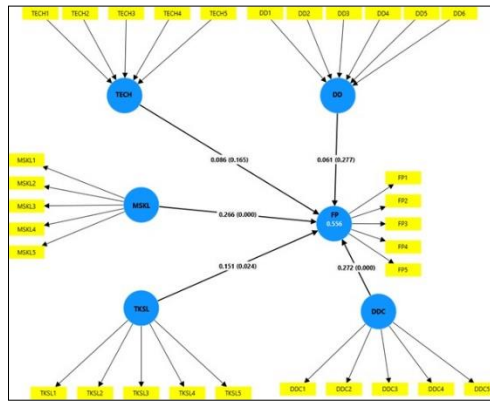 TECH1 TECH2 TECH3 TECH4 TECH5 DD1 DD2 DD3 DD4 DD5 DD6
TECH DD
0.086 (0.165) 0.061 (0.277)
MSKL1
MSKL2
MSKL3
MSKL4
MSKL5
MSKL
0.266 (0.000)
FP
0.556
FP1
FP2
FP3
FP4
FP5
0.151 (0.024) 0.272 (0.000)
TKSL DDC
TKSL1 TKSL2 TKSL3 TKSL4 TKSL5 DDC1 DDC2 DDC3 DDC4 DDC5